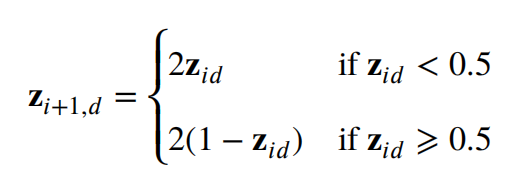 2z_{id} if z_{id} < 0.5
z_{i+1,d} =
2(1 − z_{id}) if z_{id} ⩾ 0.5